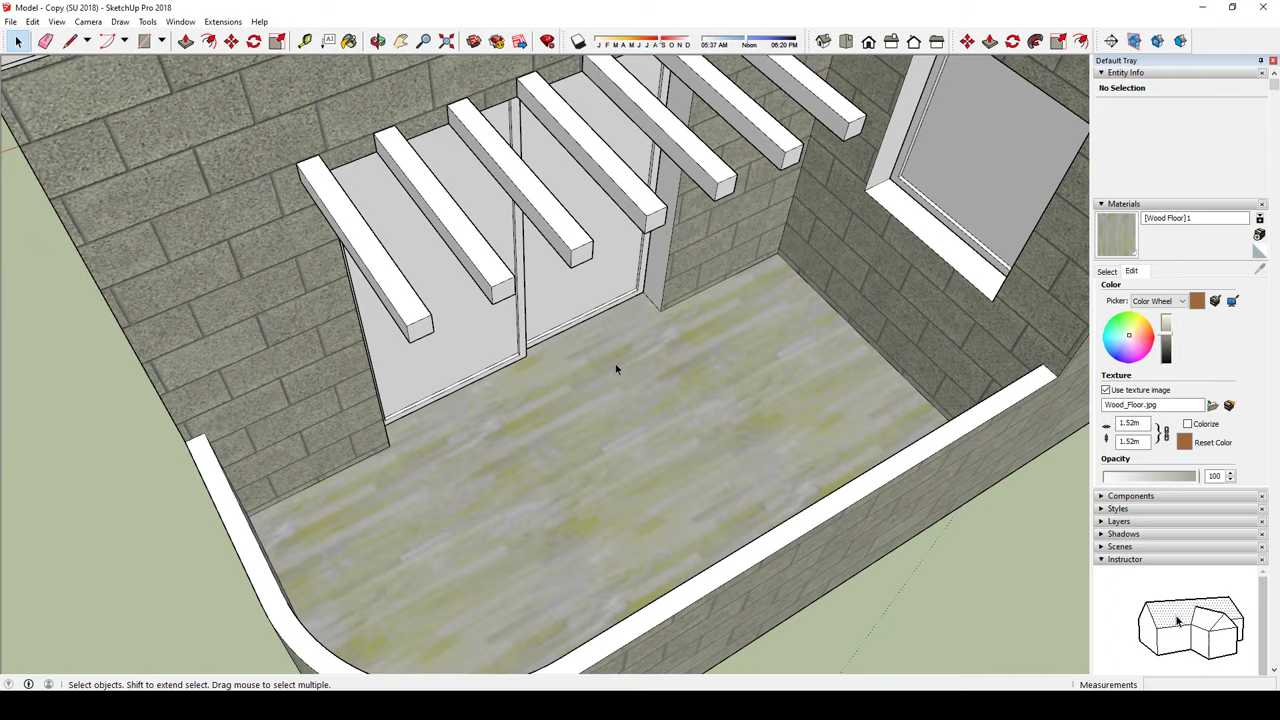 Model - Copy (SU 2018) - SketchUp Pro 2018
File Edit View Camera Draw Tools Window Extensions Help
J F M A M J J A S O N D 05:37 AM Noon 06:20 PM
Default Tray
Entity Info
No Selection
Materials
[Wood Floor]1
Select Edit
Color
Picker: Color Wheel
Texture
Use texture image
Wood_Floor.jpg
1.52m Colorize
1.52m Reset Color
Opacity
100
Components
Styles
Layers
Shadows
Scenes
Instructor
Select objects. Shift to extend select. Drag mouse to select multiple. Measurements